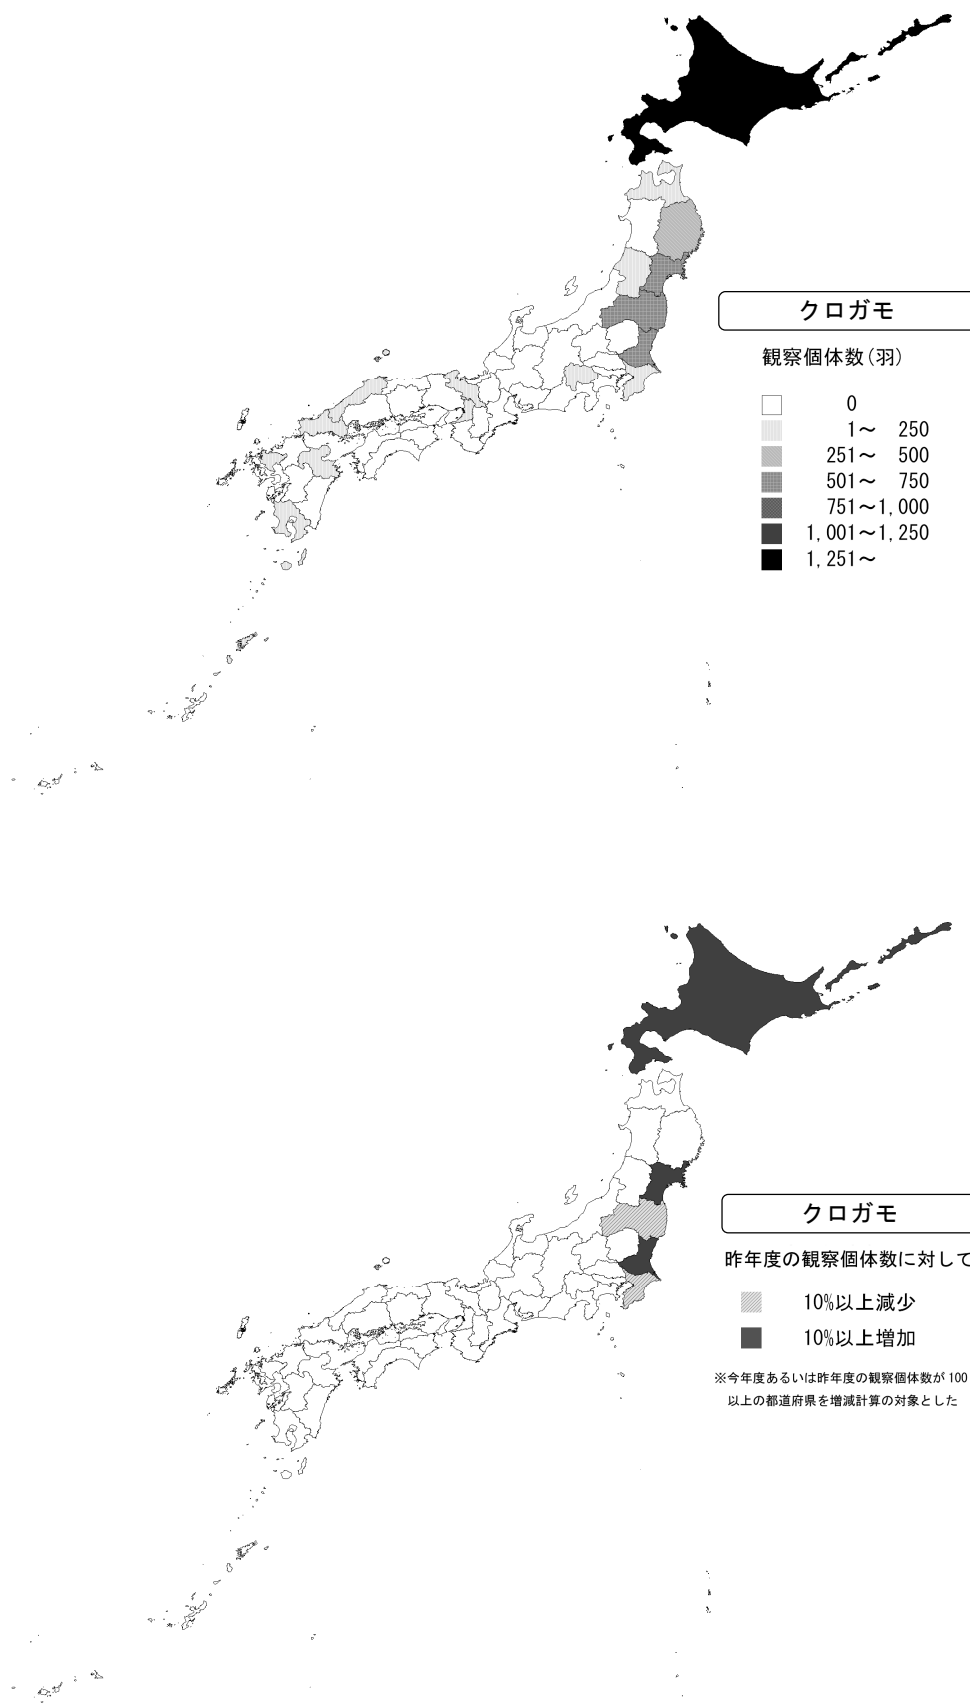 クロガモ
観察個体数(羽)
0
1～ 250
251～ 500
501～ 750
751～1,000
1,001～1,250
1,251～
クロガモ
昨年度の観察個体数に対して
10%以上減少
10%以上増加
※今年度あるいは昨年度の観察個体数が 100
以上の都道府県を増減計算の対象とした